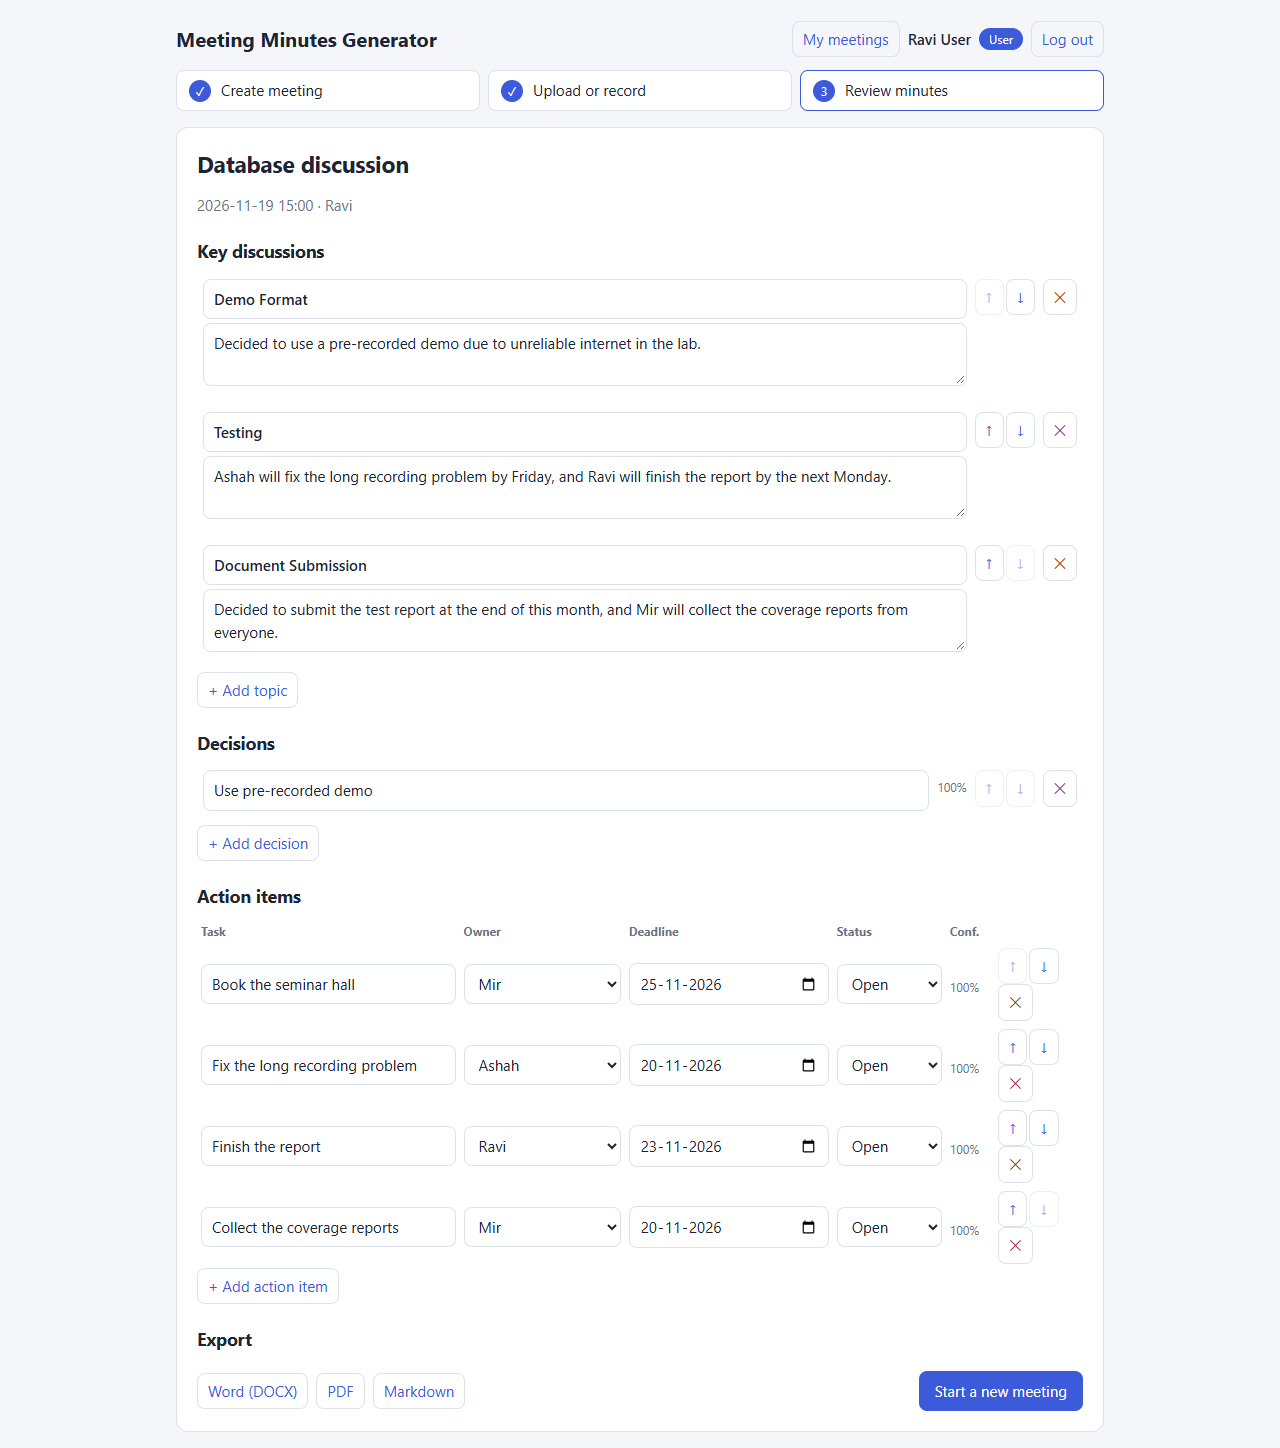 Meeting Minutes Generator
My meetings Ravi User User Log out
✓ Create meeting ✓ Upload or record 3 Review minutes
Database discussion
2026-11-19 15:00 · Ravi
Key discussions
Demo Format ↑ ↓ ×
Decided to use a pre-recorded demo due to unreliable internet in the lab.
Testing ↑ ↓ ×
Ashah will fix the long recording problem by Friday, and Ravi will finish the report by the next Monday.
Document Submission ↑ ↓ ×
Decided to submit the test report at the end of this month, and Mir will collect the coverage reports from
everyone.
+ Add topic
Decisions
Use pre-recorded demo 100% ↑ ↓ ×
+ Add decision
Action items
Task Owner Deadline Status Conf.
Book the seminar hall Mir 25-11-2026 Open 100% ↑ ↓ ×
Fix the long recording problem Ashah 20-11-2026 Open 100% ↑ ↓ ×
Finish the report Ravi 23-11-2026 Open 100% ↑ ↓ ×
Collect the coverage reports Mir 20-11-2026 Open 100% ↑ ↓ ×
+ Add action item
Export
Word (DOCX) PDF Markdown Start a new meeting